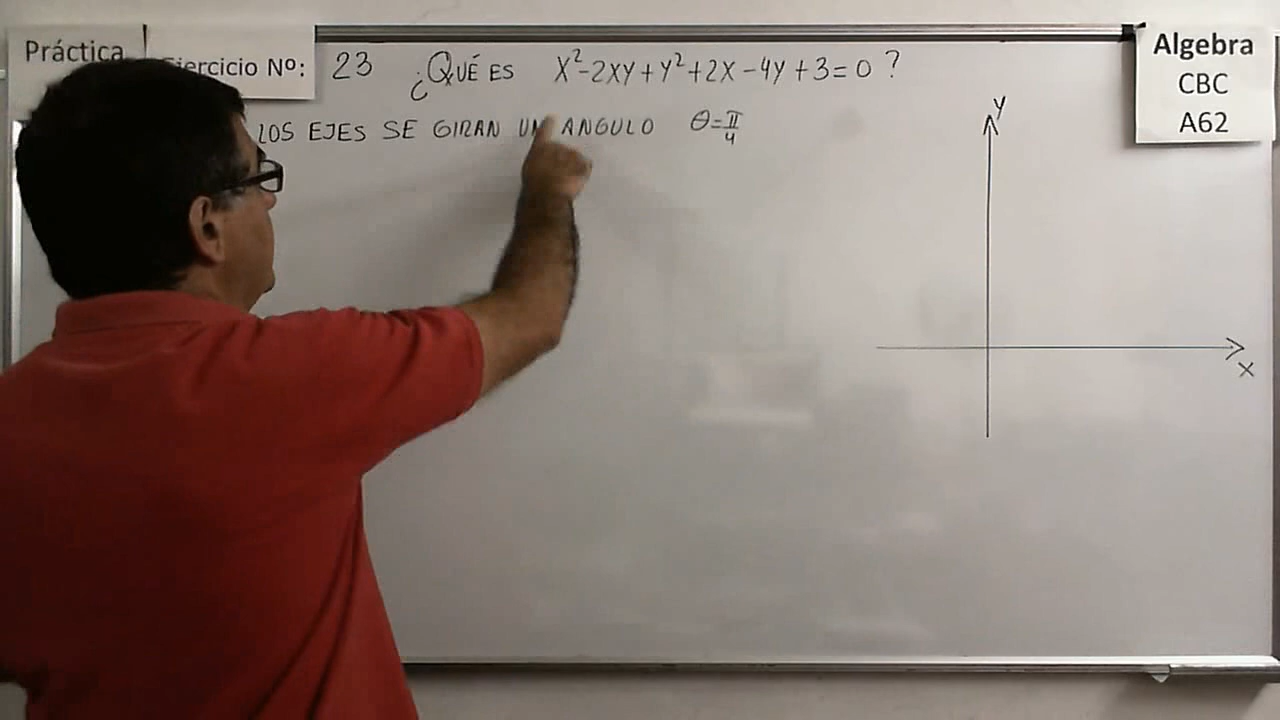 Práctica
Ejercicio Nº: 23 ¿QUÉ ES X²-2XY+Y²+2X-4Y+3=0?
LOS EJES SE GIRAN UN ANGULO θ=π/4
Algebra
CBC
A62
Y
X